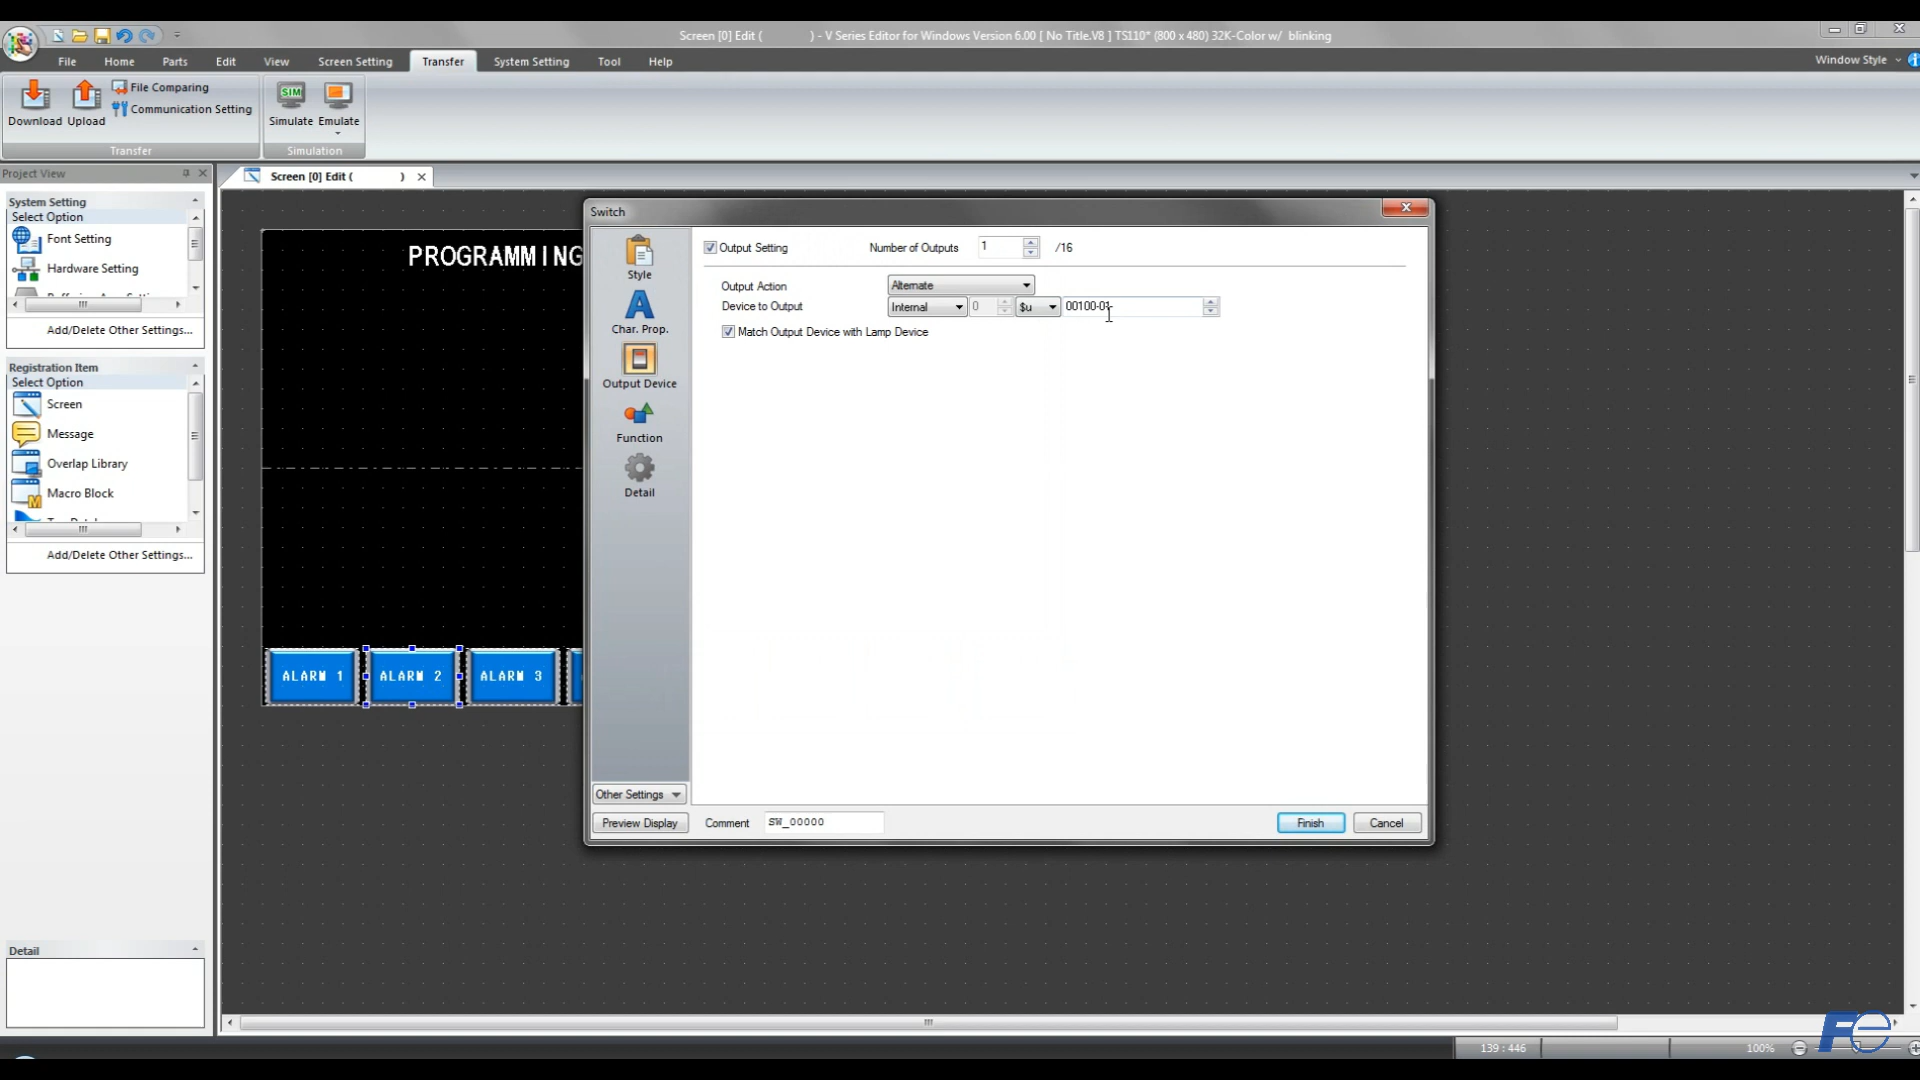 Screen [0] Edit (                ) - V Series Editor for Windows Version 6.00 [ No Title.V8 ] TS110* (800 x 480) 32K-Color w/ blinking
File Home Parts Edit View Screen Setting Transfer System Setting Tool Help
Window Style
File Comparing
Communication Setting
Download Upload
Simulate Emulate
Transfer
Simulation
Project View
Screen [0] Edit (                )
System Setting
Select Option
Font Setting
Hardware Setting
Add/Delete Other Settings...
Registration Item
Select Option
Screen
Message
Overlap Library
Macro Block
Add/Delete Other Settings...
Detail
PROGRAMMING
ALARM 1 ALARM 2 ALARM 3
Switch
Style
Char. Prop.
Output Device
Function
Detail
Output Setting Number of Outputs 1 /16
Output Action Alternate
Device to Output Internal 0 $u 00100-01
Match Output Device with Lamp Device
Other Settings
Preview Display Comment SW_00000 Finish Cancel
139 : 446 100%
Fe